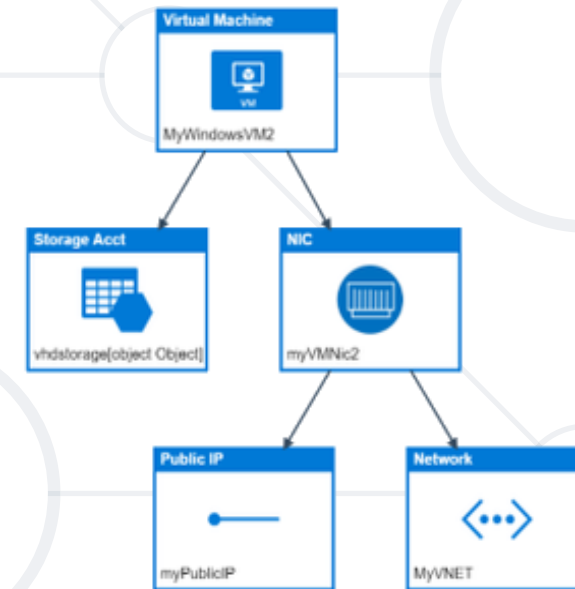 Virtual Machine
VM
MyWindowsVM2
Storage Acct
vhdstorage[object Object]
NIC
myVMNic2
Public IP
myPublicIP
Network
MyVNET